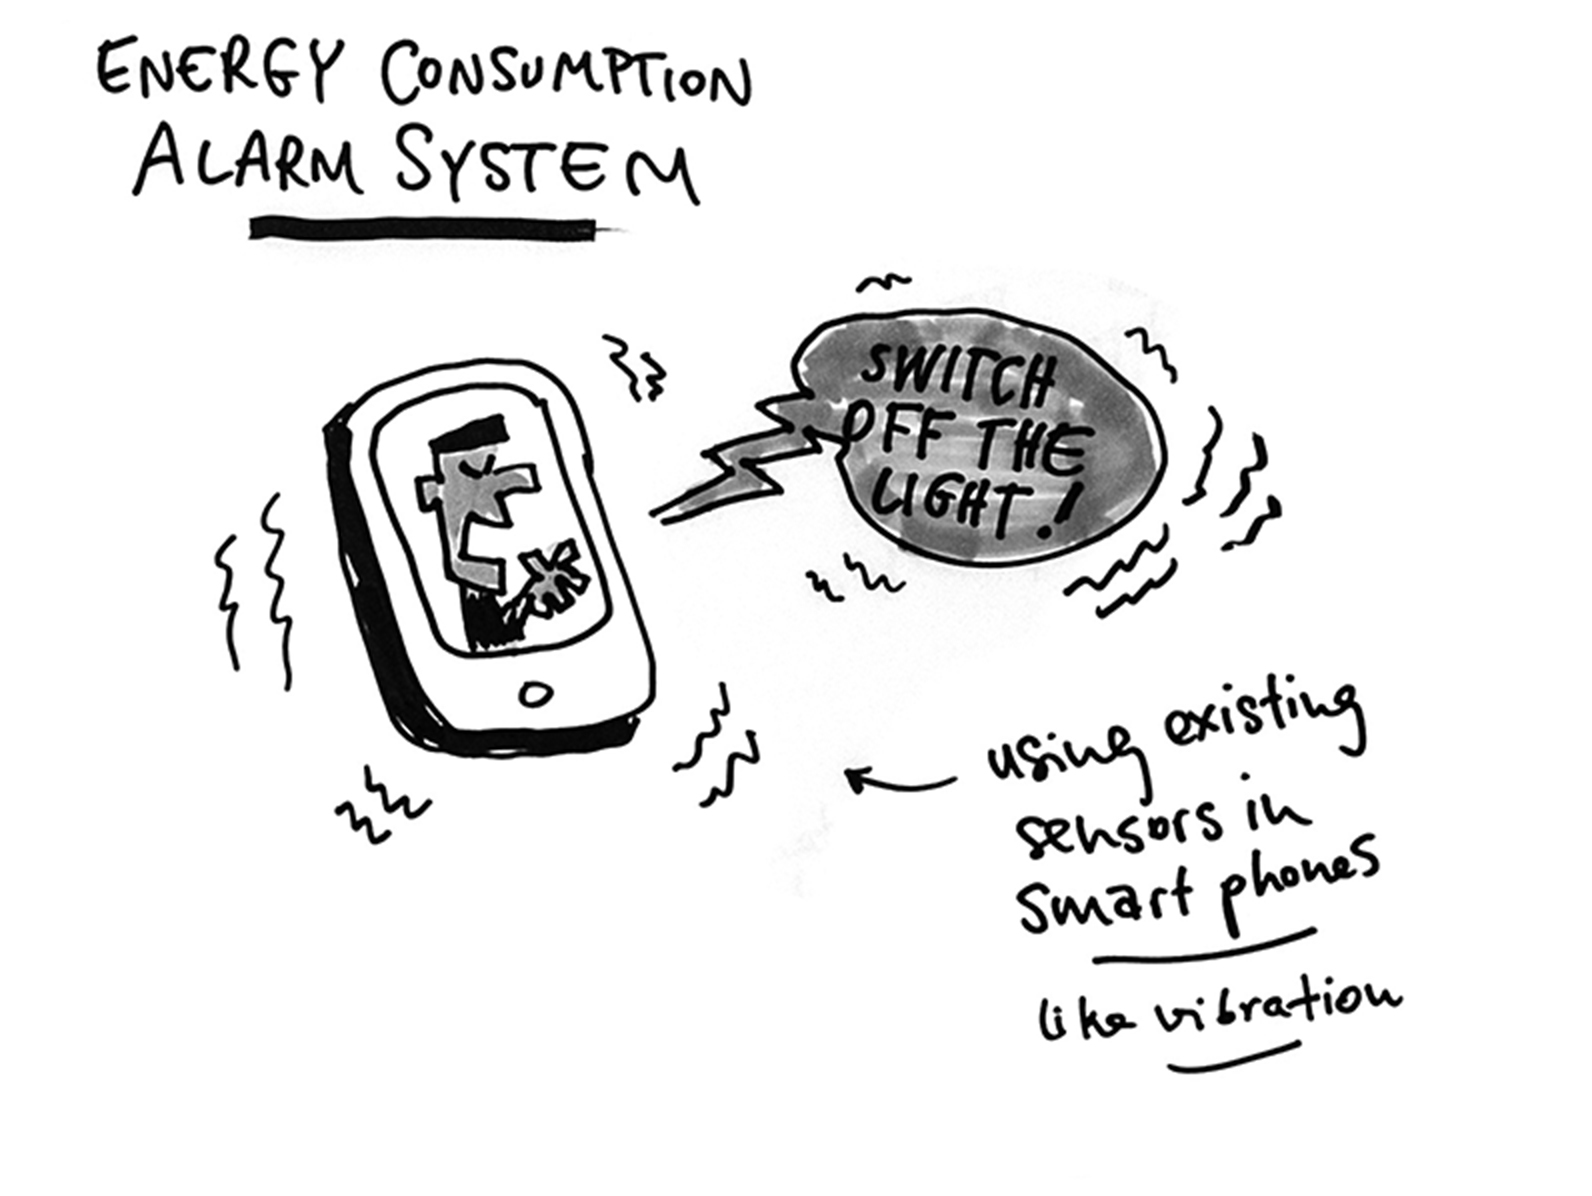 ENERGY CONSUMPTION
ALARM SYSTEM
SWITCH
OFF THE
LIGHT!
using existing
sensors in
smart phones
like vibration